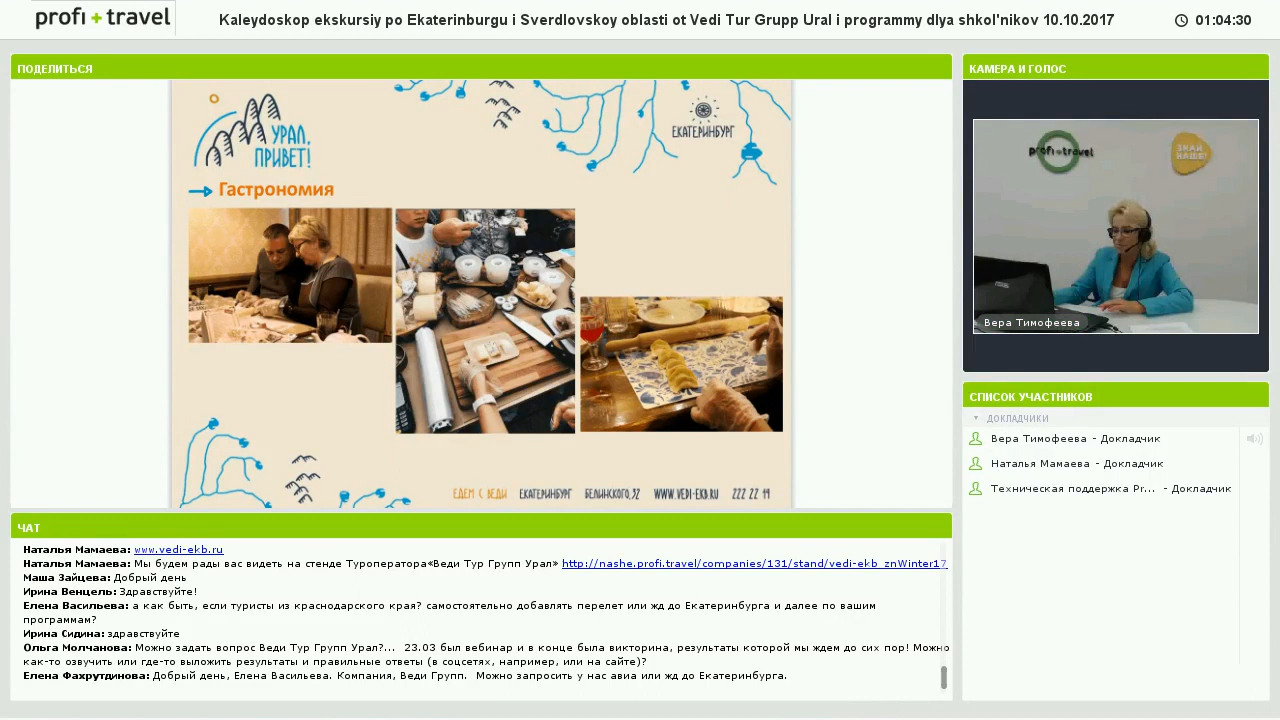 profi + travel
Kaleydoskop ekskursiy po Ekaterinburgu i Sverdlovskoy oblasti ot Vedi Tur Grupp Ural i programmy dlya shkol'nikov 10.10.2017
01:04:30
ПОДЕЛИТЬСЯ
УРАЛ,
ПРИВЕТ!
ЕКАТЕРИНБУРГ
Гастрономия
ЕДЕМ С ВЕДИ ЕКАТЕРИНБУРГ БЕЛИНСКОГО,32 WWW.VEDI-EKB.RU 222 22 19
КАМЕРА И ГОЛОС
profi travel
ЗНАЙ
НАШЕ!
Вера Тимофеева
СПИСОК УЧАСТНИКОВ
ДОКЛАДЧИКИ
Вера Тимофеева - Докладчик
Наталья Мамаева - Докладчик
Техническая поддержка Pr... - Докладчик
ЧАТ
Наталья Мамаева: www.vedi-ekb.ru
Наталья Мамаева: Мы будем рады вас видеть на стенде Туроператора«Веди Тур Групп Урал» http://nashe.profi.travel/companies/131/stand/vedi-ekb_znWinter17
Маша Зайцева: Добрый день
Ирина Венцель: Здравствуйте!
Елена Васильева: а как быть, если туристы из краснодарского края? самостоятельно добавлять перелет или жд до Екатеринбурга и далее по вашим
программам?
Ирина Сидина: здравствуйте
Ольга Молчанова: Можно задать вопрос Веди Тур Групп Урал?... 23.03 был вебинар и в конце была викторина, результаты которой мы ждем до сих пор! Можно
как-то озвучить или где-то выложить результаты и правильные ответы (в соцсетях, например, или на сайте)?
Елена Фахрутдинова: Добрый день, Елена Васильева. Компания, Веди Групп. Можно запросить у нас авиа или жд до Екатеринбурга.